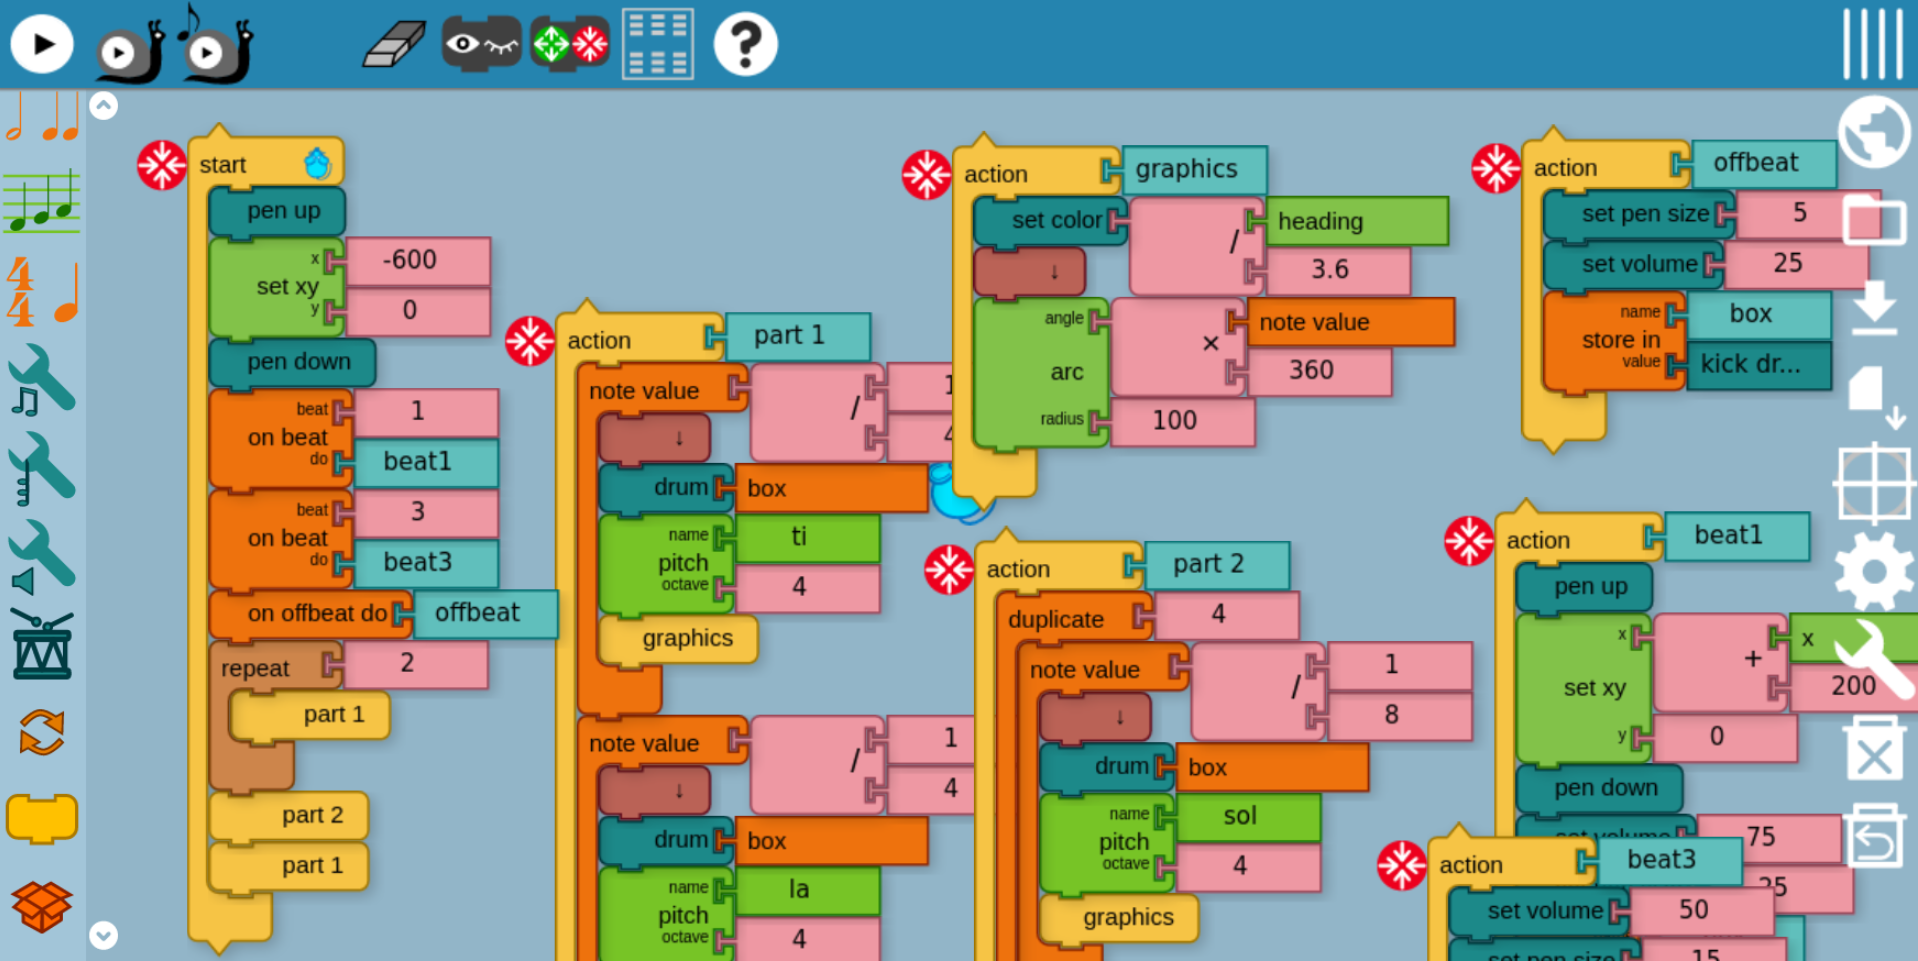 start
pen up
set xy
x
-600
y
0
pen down
on beat
beat
1
do
beat1
on beat
beat
3
do
beat3
on offbeat do
offbeat
repeat
2
part 1
part 2
part 1
4
4
action
part 1
note value
/
1
4
↓
drum
box
pitch
name
ti
octave
4
graphics
note value
/
1
4
↓
drum
box
pitch
name
la
octave
4
action
graphics
set color
/
heading
3.6
↓
arc
angle
×
note value
360
radius
100
action
part 2
duplicate
4
note value
/
1
8
↓
drum
box
pitch
name
sol
octave
4
graphics
action
offbeat
set pen size
5
set volume
25
store in
name
box
value
kick dr...
action
beat1
pen up
set xy
x
+
x
200
y
0
pen down
set volume
75
action
beat3
set volume
50
set pen size
15
?